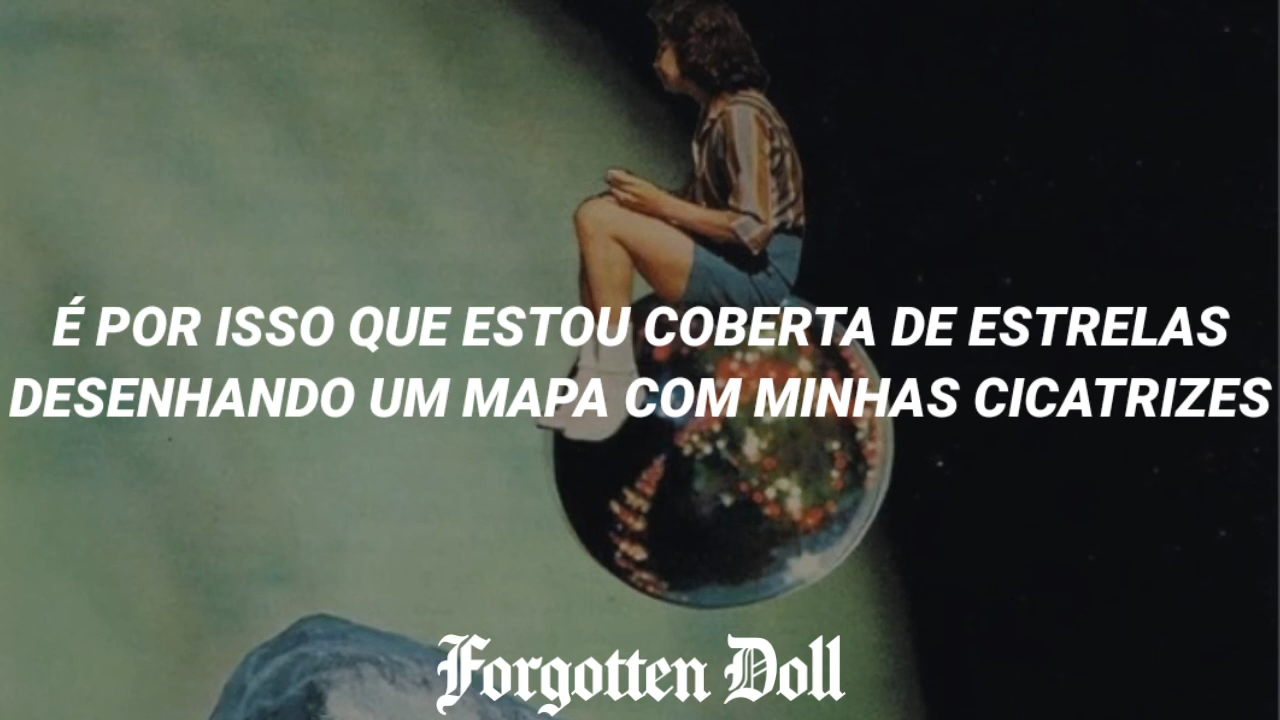 É POR ISSO QUE ESTOU COBERTA DE ESTRELAS
DESENHANDO UM MAPA COM MINHAS CICATRIZES
Forgotten Doll